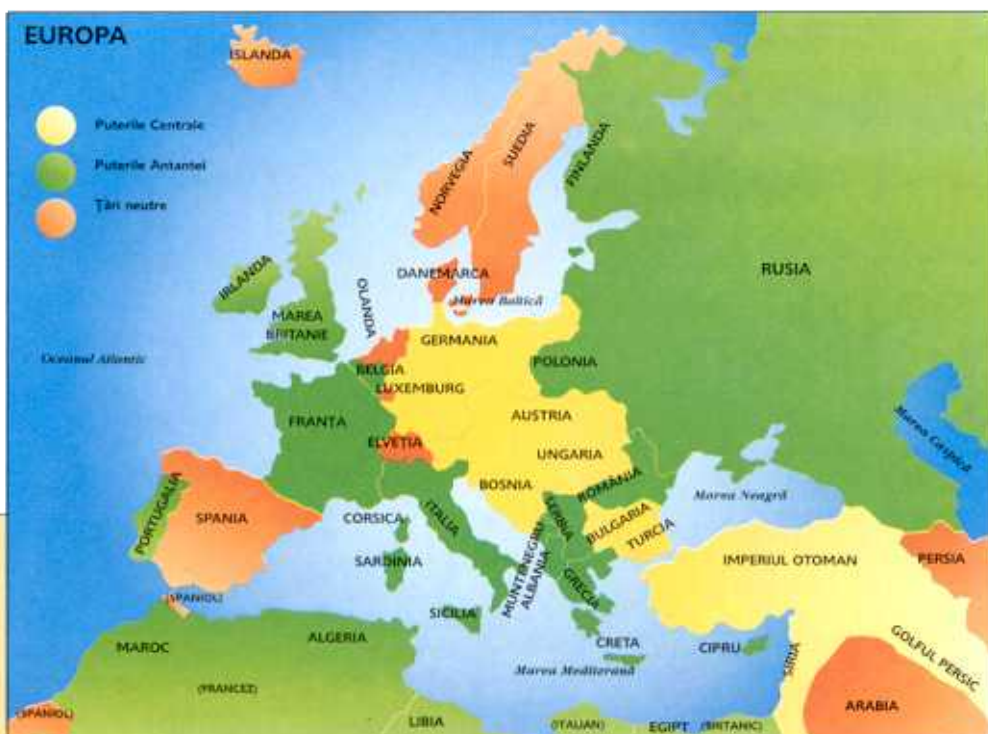 EUROPA
ISLANDA
Puterile Centrale
Puterile Antantei
Țări neutre
NORVEGIA
SUEDIA
FINLANDA
RUSIA
IRLANDA
MAREA
BRITANIE
OLANDA
DANEMARCA
Marea Baltică
Oceanul Atlantic
GERMANIA
POLONIA
BELGIA
LUXEMBURG
FRANTA
AUSTRIA
ELVEȚIA
UNGARIA
Marea Caspică
BOSNIA
ROMÂNIA
Marea Neagră
PORTUGALIA
SPANIA
CORSICA
ITALIA
SERBIA
BULGARIA
TURCIA
SARDINIA
MUNTENEGRU
ALBANIA
GRECIA
IMPERIUL OTOMAN
PERSIA
(SPANIOL)
SICILIA
MAROC
ALGERIA
CRETA
CIPRU
SIRIA
GOLFUL PERSIC
Marea Mediterană
(FRANCEZ)
(SPANIOL)
LIBIA
(ITALIAN)
EGIPT
(BRITANIC)
ARABIA